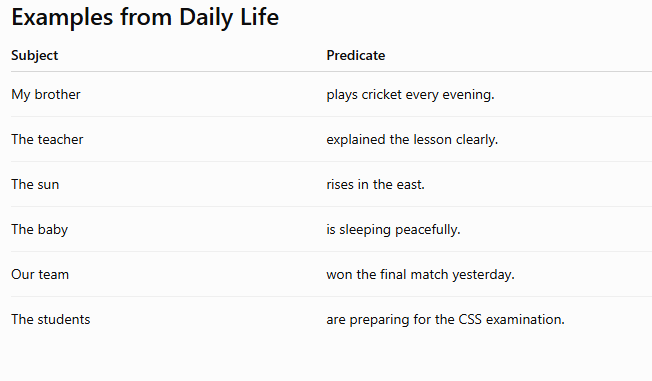 Examples from Daily Life
Subject Predicate
My brother plays cricket every evening.
The teacher explained the lesson clearly.
The sun rises in the east.
The baby is sleeping peacefully.
Our team won the final match yesterday.
The students are preparing for the CSS examination.